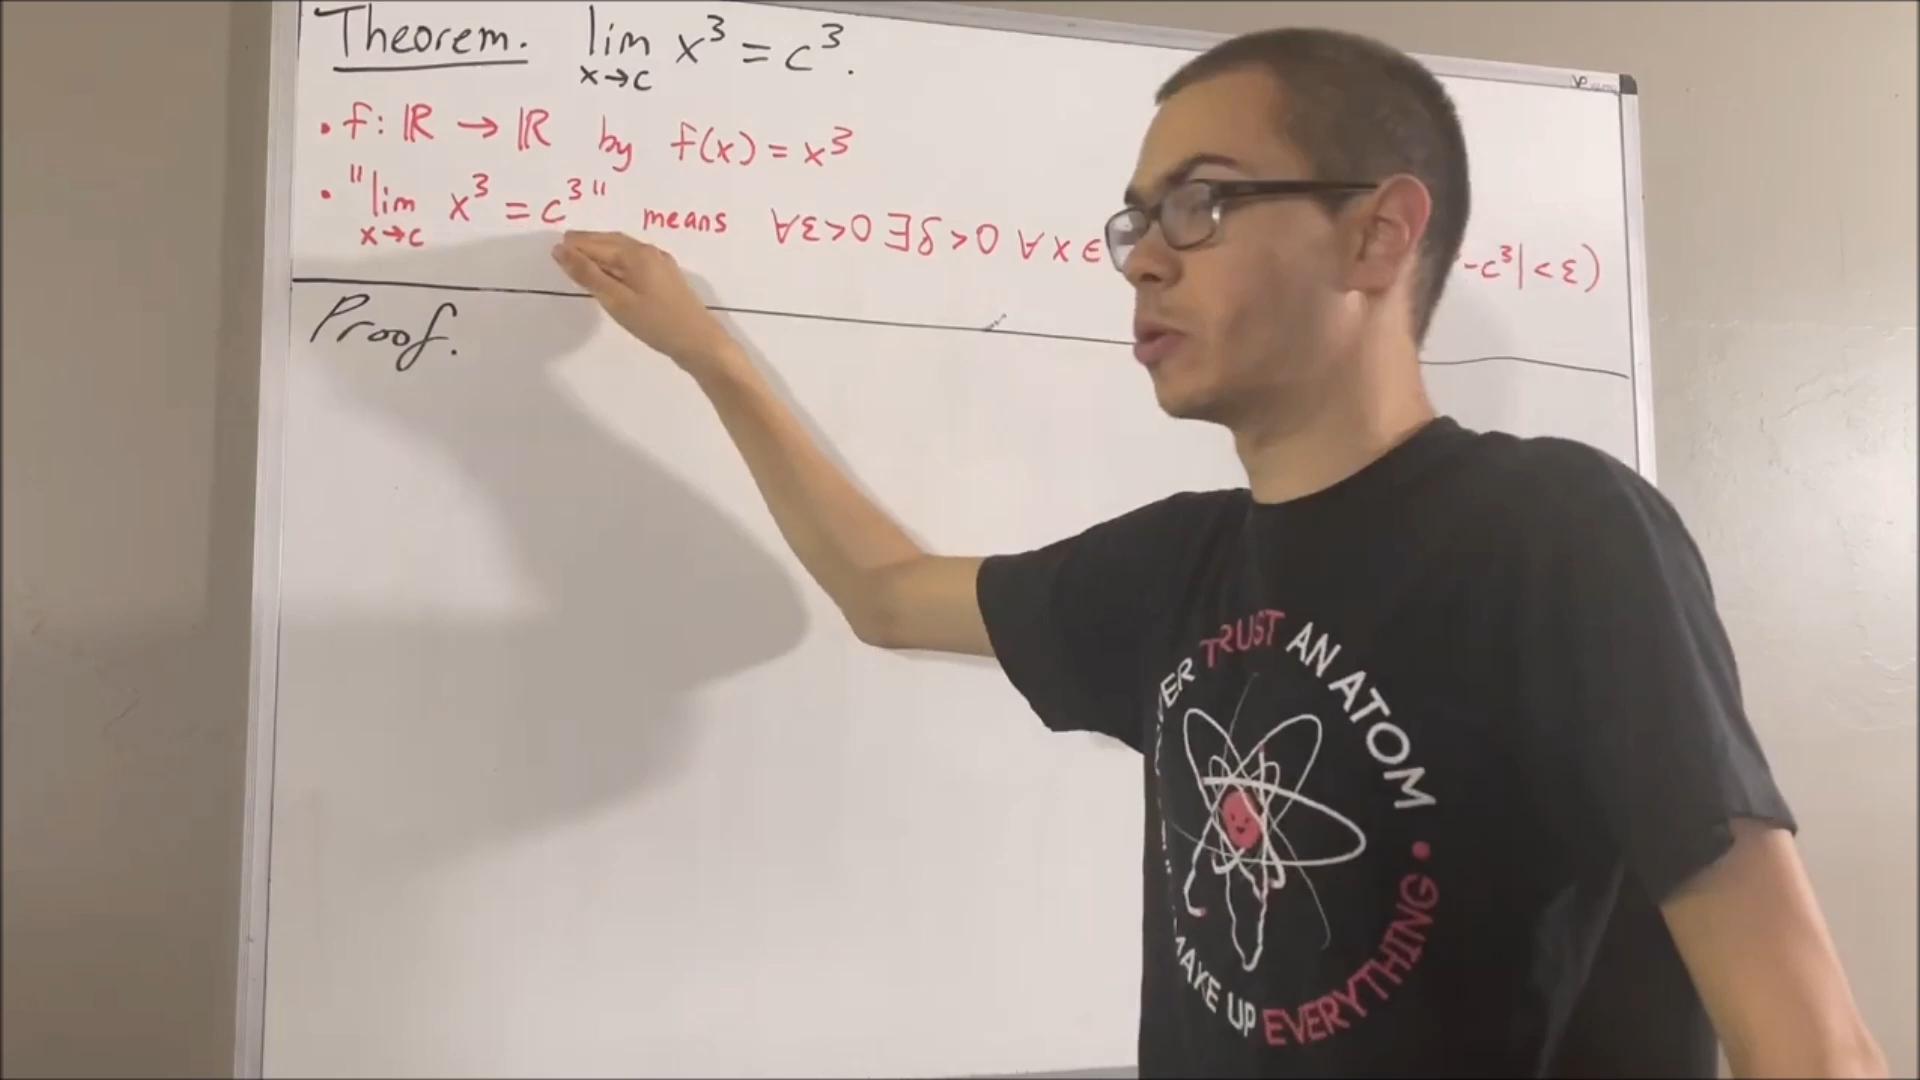 Theorem. lim x→c x³ = c³.
• f: ℝ → ℝ by f(x) = x³
• "lim x→c x³ = c³" means ∀ε>0 ∃δ>0 ∀x∈ -c³|<ε)
Proof.
TRUST AN ATOM
MAKE UP EVERYTHING